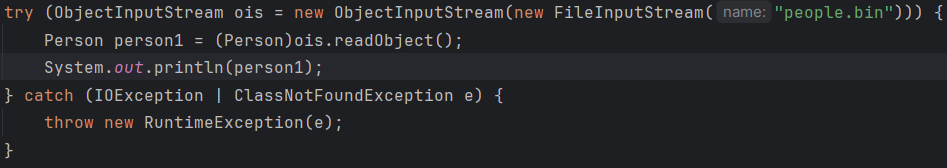 try (ObjectInputStream ois = new ObjectInputStream(new FileInputStream( name: "people.bin"))) {
    Person person1 = (Person)ois.readObject();
    System.out.println(person1);
} catch (IOException | ClassNotFoundException e) {
    throw new RuntimeException(e);
}